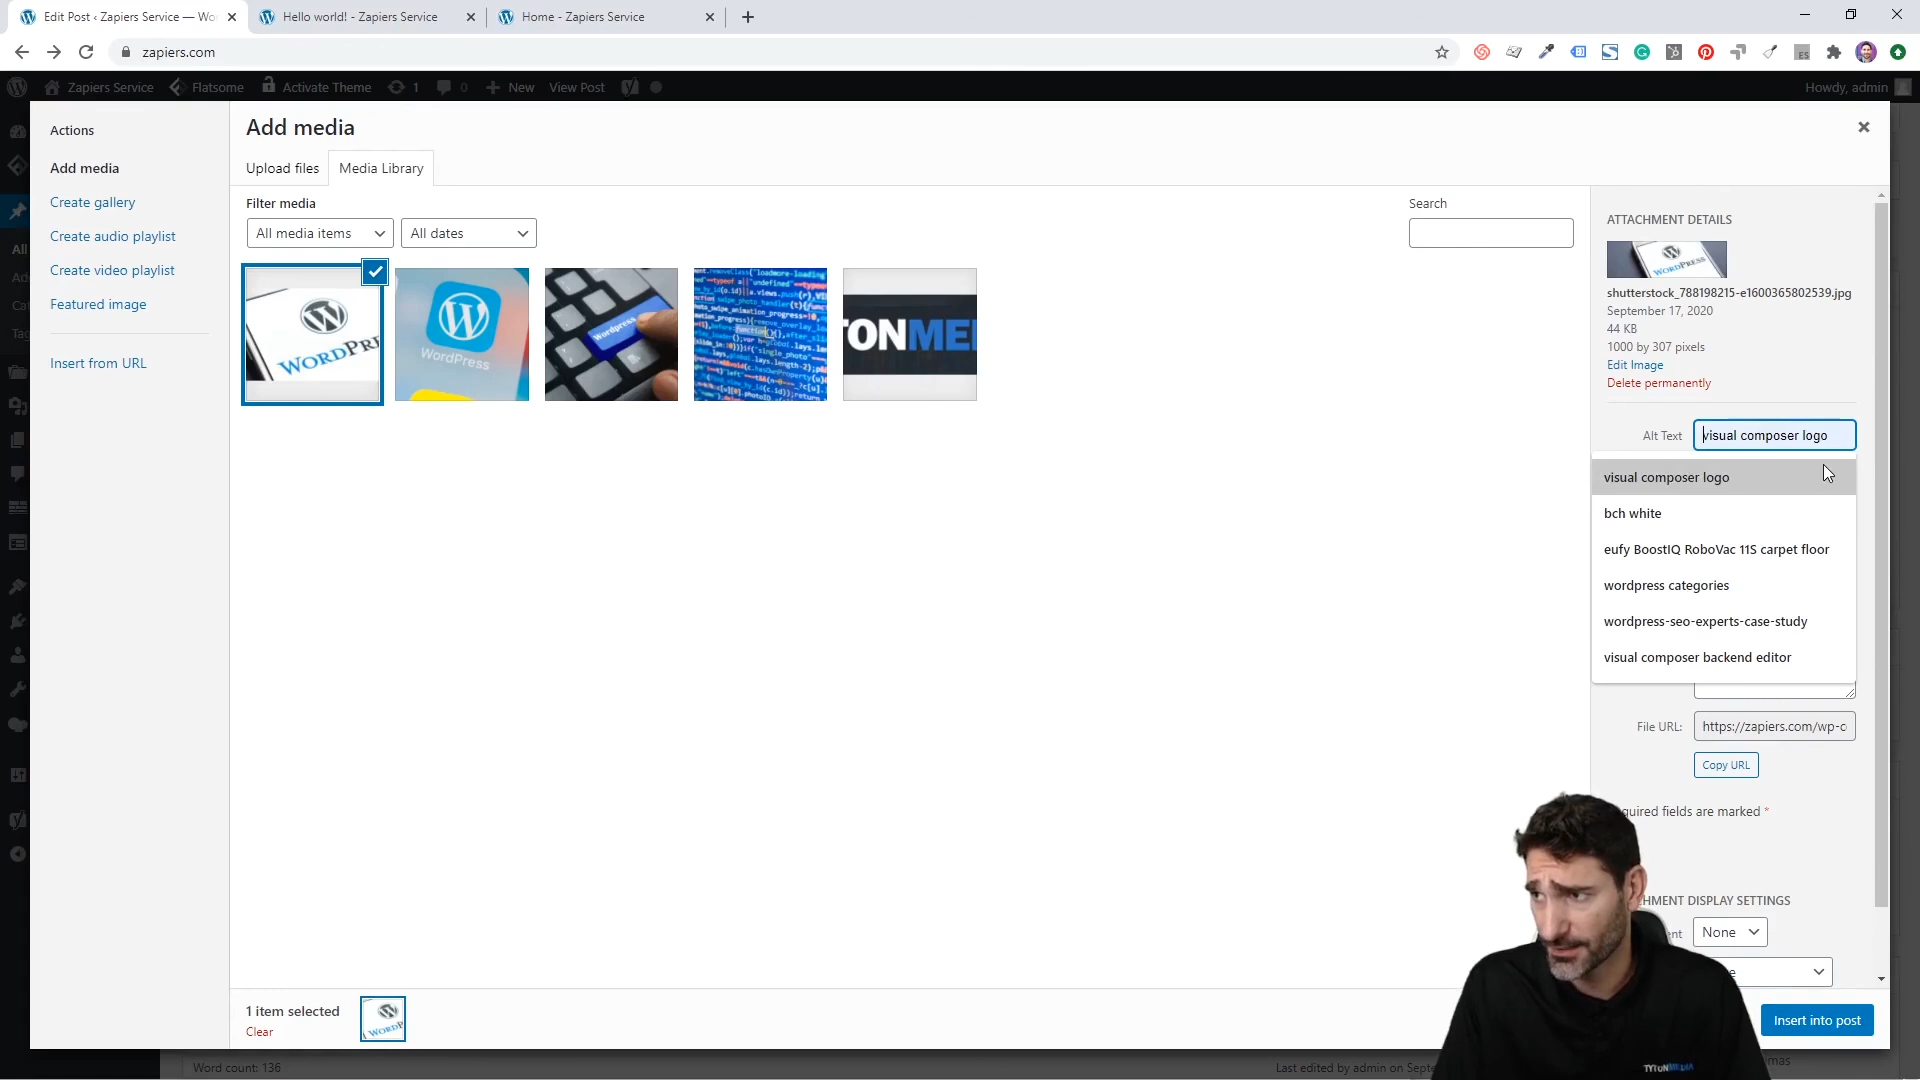 Edit Post ‹ Zapiers Service — Wo
Hello world! - Zapiers Service
Home - Zapiers Service
zapiers.com
Zapiers Service
Flatsome
Activate Theme
1
0
New
View Post
Howdy, admin
Actions
Add media
Create gallery
Create audio playlist
Create video playlist
Featured image
Insert from URL
Add media
Upload files
Media Library
Filter media
All media items
All dates
Search
WORDPR
WordPress
Wordpress
TONMEI
ATTACHMENT DETAILS
shutterstock_788198215-e1600365802539.jpg
September 17, 2020
44 KB
1000 by 307 pixels
Edit Image
Delete permanently
Alt Text
visual composer logo
visual composer logo
bch white
eufy BoostIQ RoboVac 11S carpet floor
wordpress categories
wordpress-seo-experts-case-study
visual composer backend editor
File URL:
https://zapiers.com/wp-c
Copy URL
quired fields are marked *
HMENT DISPLAY SETTINGS
None
1 item selected
Clear
Insert into post
Word count: 136
Last edited by admin on Septe
TYTONMEDIA